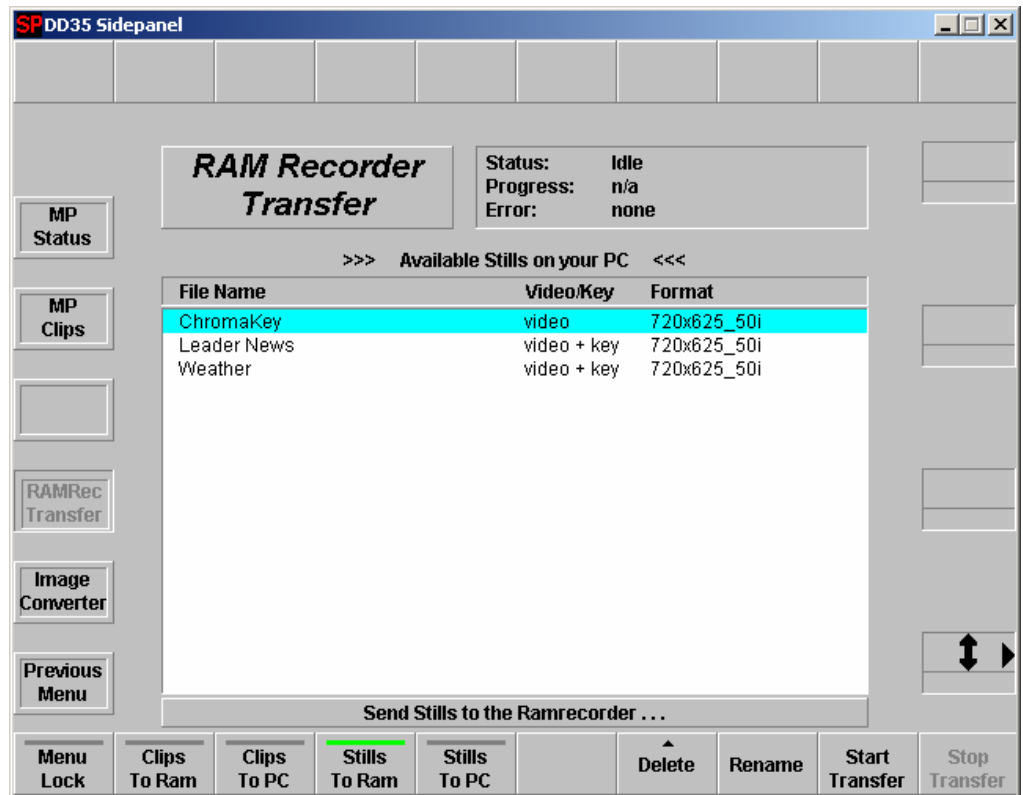 SP DD35 Sidepanel
RAM Recorder
Transfer
Status: Idle
Progress: n/a
Error: none
MP
Status
>>> Available Stills on your PC <<<
File Name Video/Key Format
ChromaKey video 720x625_50i
Leader News video + key 720x625_50i
Weather video + key 720x625_50i
MP
Clips
RAMRec
Transfer
Image
Converter
Previous
Menu
Send Stills to the Ramrecorder . . .
Menu
Lock
Clips
To Ram
Clips
To PC
Stills
To Ram
Stills
To PC
Delete
Rename
Start
Transfer
Stop
Transfer